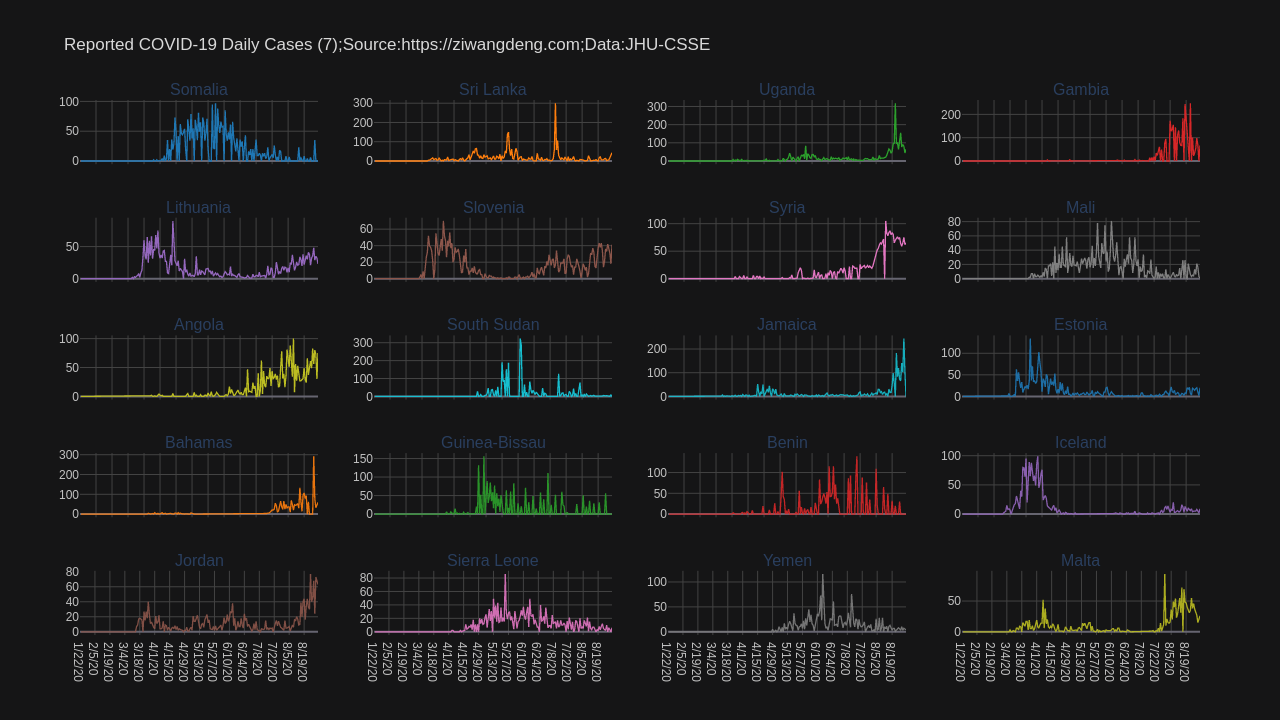 Reported COVID-19 Daily Cases (7);Source:https://ziwangdeng.com;Data:JHU-CSSE
Somalia
Sri Lanka
Uganda
Gambia
100
50
0
300
200
100
0
300
200
100
0
200
100
0
Lithuania
Slovenia
Syria
Mali
50
0
60
40
20
0
100
50
0
80
60
40
20
0
Angola
South Sudan
Jamaica
Estonia
100
50
0
300
200
100
0
200
100
0
100
50
0
Bahamas
Guinea-Bissau
Benin
Iceland
300
200
100
0
150
100
50
0
100
50
0
100
50
0
Jordan
Sierra Leone
Yemen
Malta
80
60
40
20
0
80
60
40
20
0
100
50
0
50
0
1/22/20 2/5/20 2/19/20 3/4/20 3/18/20 4/1/20 4/15/20 4/29/20 5/13/20 5/27/20 6/10/20 6/24/20 7/8/20 7/22/20 8/5/20 8/19/20
1/22/20 2/5/20 2/19/20 3/4/20 3/18/20 4/1/20 4/15/20 4/29/20 5/13/20 5/27/20 6/10/20 6/24/20 7/8/20 7/22/20 8/5/20 8/19/20
1/22/20 2/5/20 2/19/20 3/4/20 3/18/20 4/1/20 4/15/20 4/29/20 5/13/20 5/27/20 6/10/20 6/24/20 7/8/20 7/22/20 8/5/20 8/19/20
1/22/20 2/5/20 2/19/20 3/4/20 3/18/20 4/1/20 4/15/20 4/29/20 5/13/20 5/27/20 6/10/20 6/24/20 7/8/20 7/22/20 8/5/20 8/19/20